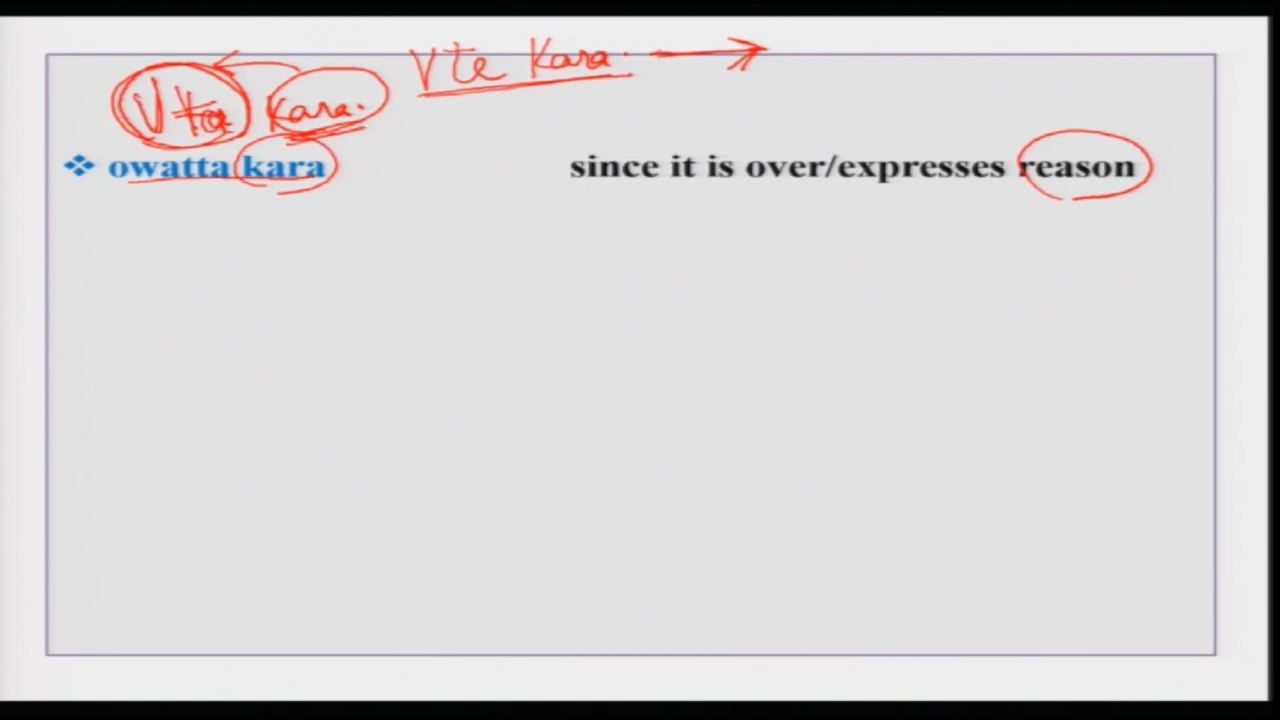 V te Kara.
V ta kara.
❖ owatta kara since it is over/expresses reason